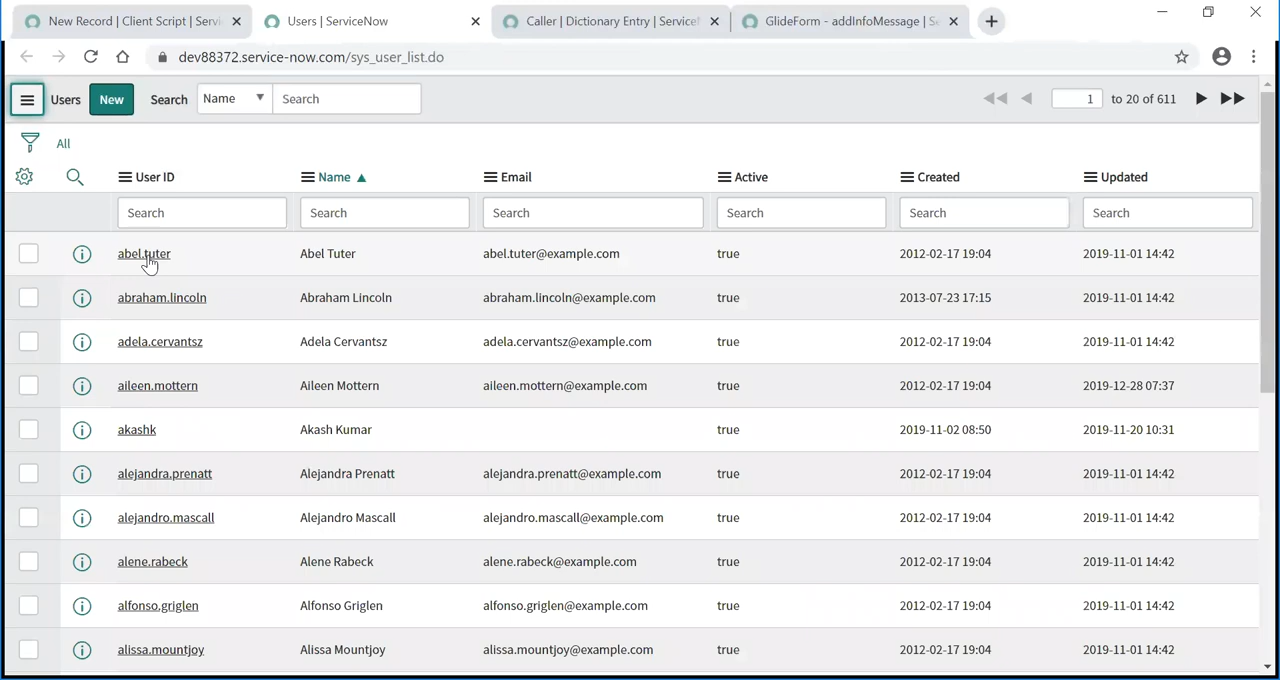 New Record | Client Script | Servi
Users | ServiceNow
Caller | Dictionary Entry | Service
GlideForm - addInfoMessage | Se
dev88372.service-now.com/sys_user_list.do
Users New Search Name Search 1 to 20 of 611
All
User ID Name Email Active Created Updated
Search Search Search Search Search Search
abel.tuter Abel Tuter abel.tuter@example.com true 2012-02-17 19:04 2019-11-01 14:42
abraham.lincoln Abraham Lincoln abraham.lincoln@example.com true 2013-07-23 17:15 2019-11-01 14:42
adela.cervantsz Adela Cervantsz adela.cervantsz@example.com true 2012-02-17 19:04 2019-11-01 14:42
aileen.mottern Aileen Mottern aileen.mottern@example.com true 2012-02-17 19:04 2019-12-28 07:37
akashk Akash Kumar true 2019-11-02 08:50 2019-11-20 10:31
alejandra.prenatt Alejandra Prenatt alejandra.prenatt@example.com true 2012-02-17 19:04 2019-11-01 14:42
alejandro.mascall Alejandro Mascall alejandro.mascall@example.com true 2012-02-17 19:04 2019-11-01 14:42
alene.rabeck Alene Rabeck alene.rabeck@example.com true 2012-02-17 19:04 2019-11-01 14:42
alfonso.griglen Alfonso Griglen alfonso.griglen@example.com true 2012-02-17 19:04 2019-11-01 14:42
alissa.mountjoy Alissa Mountjoy alissa.mountjoy@example.com true 2012-02-17 19:04 2019-11-01 14:42